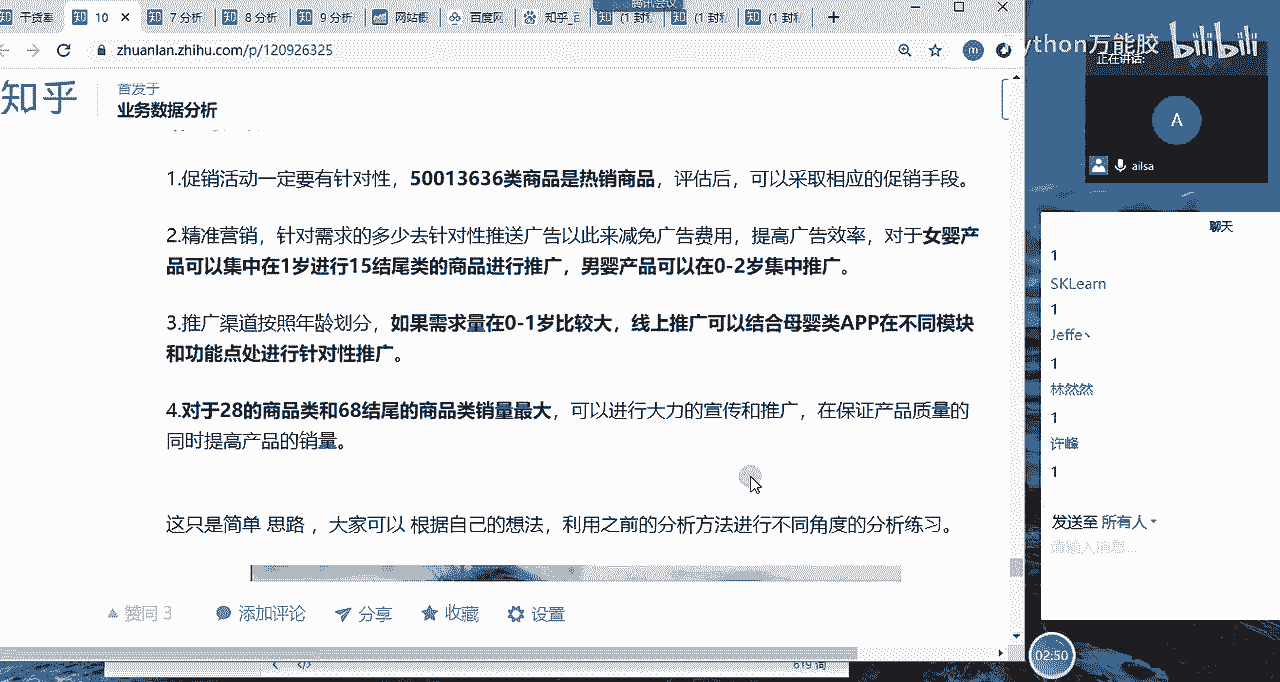 干货塞
10
7 分析
8 分析
9 分析
网站概
百度网
知乎_
(1 封私
(1 封私
(1 封私
腾讯会议
zhuanlan.zhihu.com/p/120926325
ython万能胶 bilibili
正在讲话:
A
ailsa
知乎
首发于
业务数据分析
1.促销活动一定要有针对性，50013636类商品是热销商品，评估后，可以采取相应的促销手段。
2.精准营销，针对需求的多少去针对性推送广告以此来减免广告费用，提高广告效率，对于女婴产
品可以集中在1岁进行15结尾类的商品进行推广，男婴产品可以在0-2岁集中推广。
3.推广渠道按照年龄划分，如果需求量在0-1岁比较大，线上推广可以结合母婴类APP在不同模块
和功能点处进行针对性推广。
4.对于28的商品类和68结尾的商品类销量最大，可以进行大力的宣传和推广，在保证产品质量的
同时提高产品的销量。
这只是简单 思路 ，大家可以 根据自己的想法，利用之前的分析方法进行不同角度的分析练习。
赞同 3
添加评论
分享
收藏
设置
619 词
聊天
1
SKLearn
1
Jeffe丶
1
林然然
1
许峰
1
发送至 所有人
请输入消息...
02:50